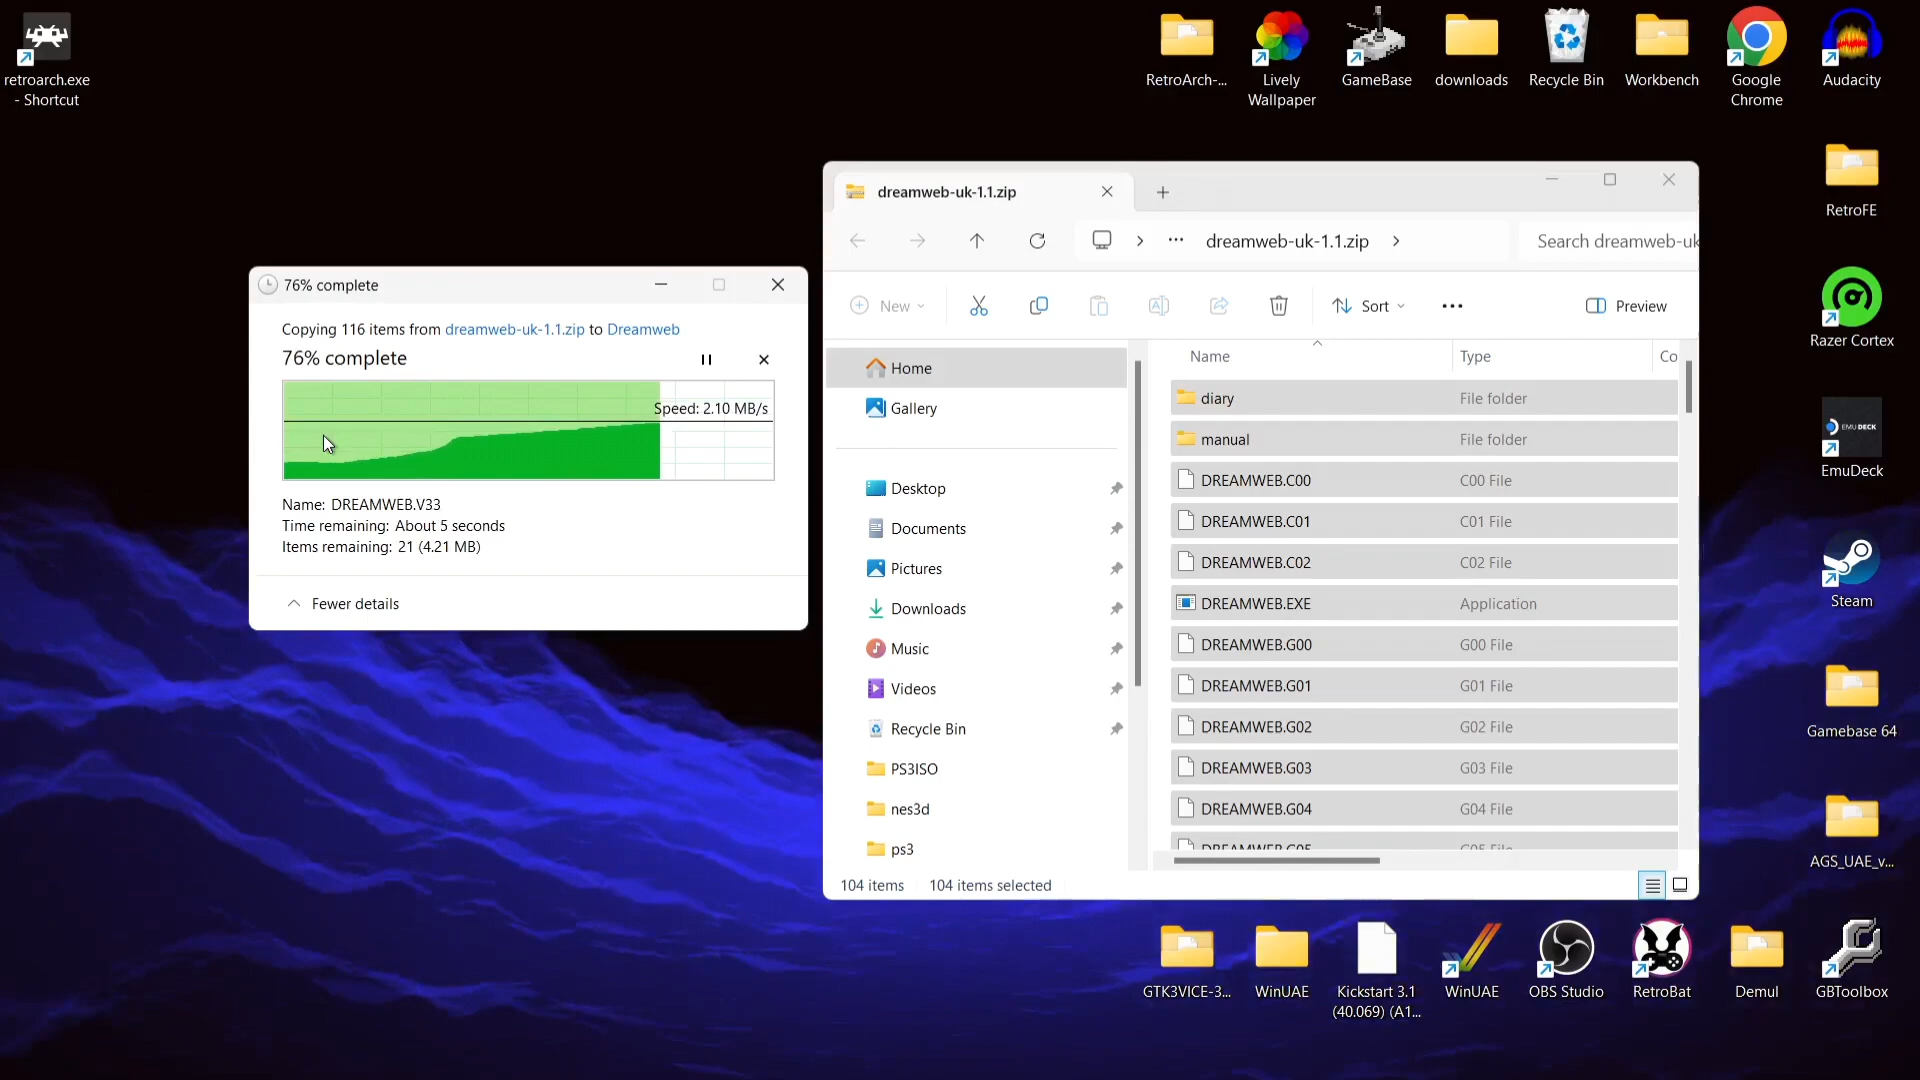 retroarch.exe
- Shortcut
RetroArch-...
Lively
Wallpaper
GameBase
downloads
Recycle Bin
Workbench
Google
Chrome
Audacity
RetroFE
Razer Cortex
EMU DECK
EmuDeck
Steam
Gamebase 64
AGS_UAE_v...
76% complete
Copying 116 items from dreamweb-uk-1.1.zip to Dreamweb
76% complete
Speed: 2.10 MB/s
Name: DREAMWEB.V33
Time remaining: About 5 seconds
Items remaining: 21 (4.21 MB)
Fewer details
dreamweb-uk-1.1.zip
dreamweb-uk-1.1.zip
Search dreamweb-uk
New
Sort
Preview
Home
Gallery
Desktop
Documents
Pictures
Downloads
Music
Videos
Recycle Bin
PS3ISO
nes3d
ps3
Name Type Co
diary File folder
manual File folder
DREAMWEB.C00 C00 File
DREAMWEB.C01 C01 File
DREAMWEB.C02 C02 File
DREAMWEB.EXE Application
DREAMWEB.G00 G00 File
DREAMWEB.G01 G01 File
DREAMWEB.G02 G02 File
DREAMWEB.G03 G03 File
DREAMWEB.G04 G04 File
DREAMWEB.G05 G05 File
104 items 104 items selected
GTK3VICE-3...
WinUAE
Kickstart 3.1
(40.069) (A1...
WinUAE
OBS Studio
RetroBat
Demul
GBToolbox